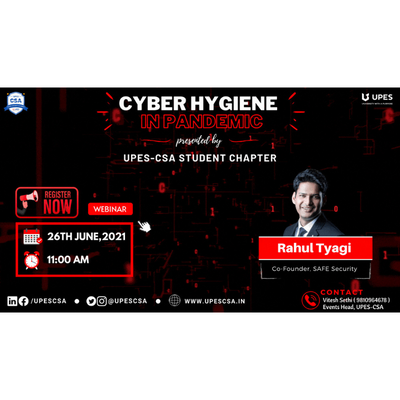 CSA
CYBER HYGIENE
IN PANDEMIC
presented by
UPES-CSA STUDENT CHAPTER
UPES
REGISTER
NOW
WEBINAR
26TH JUNE,2021
11:00 AM
Rahul Tyagi
Co-Founder, SAFE Security
/UPESCSA
@UPESCSA
WWW.UPESCSA.IN
CONTACT
Vitesh Sethi ( 9810964678 )
Events Head, UPES-CSA